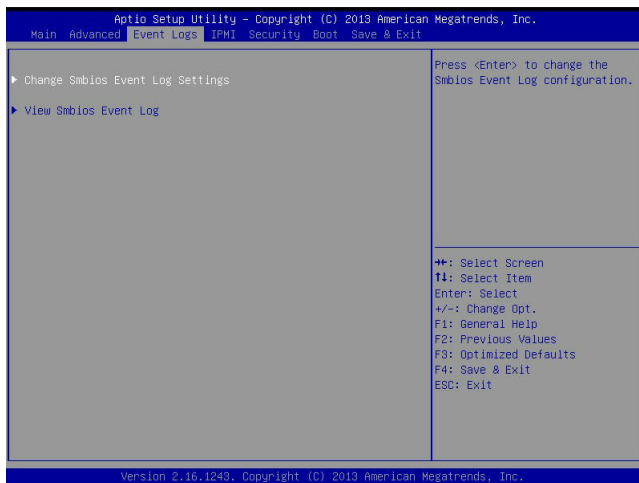 Aptio Setup Utility – Copyright (C) 2013 American Megatrends, Inc.
Main Advanced Event Logs IPMI Security Boot Save & Exit
▶ Change Smbios Event Log Settings
▶ View Smbios Event Log
Press <Enter> to change the
Smbios Event Log configuration.
→←: Select Screen
↑↓: Select Item
Enter: Select
+/-: Change Opt.
F1: General Help
F2: Previous Values
F3: Optimized Defaults
F4: Save & Exit
ESC: Exit
Version 2.16.1243. Copyright (C) 2013 American Megatrends, Inc.